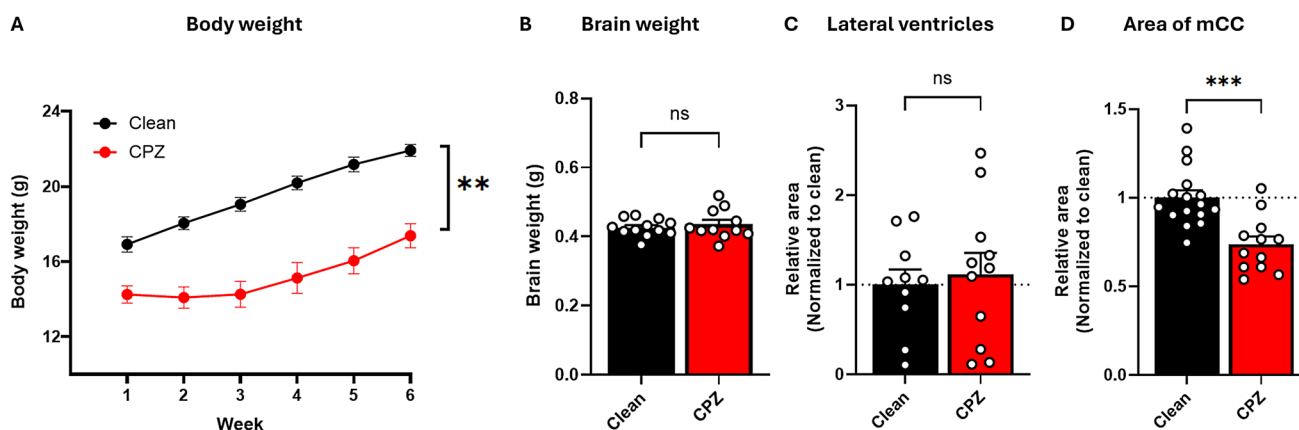 A
Body weight
24
20
16
12
Body weight (g)
Clean
CPZ
**
1 2 3 4 5 6
Week
B
Brain weight
ns
0.8
0.6
0.4
0.2
0.0
Brain weight (g)
Clean CPZ
C
Lateral ventricles
ns
3
2
1
0
Relative area
(Normalized to clean)
Clean CPZ
D
Area of mCC
***
1.5
1.0
0.5
0.0
Relative area
(Normalized to clean)
Clean CPZ